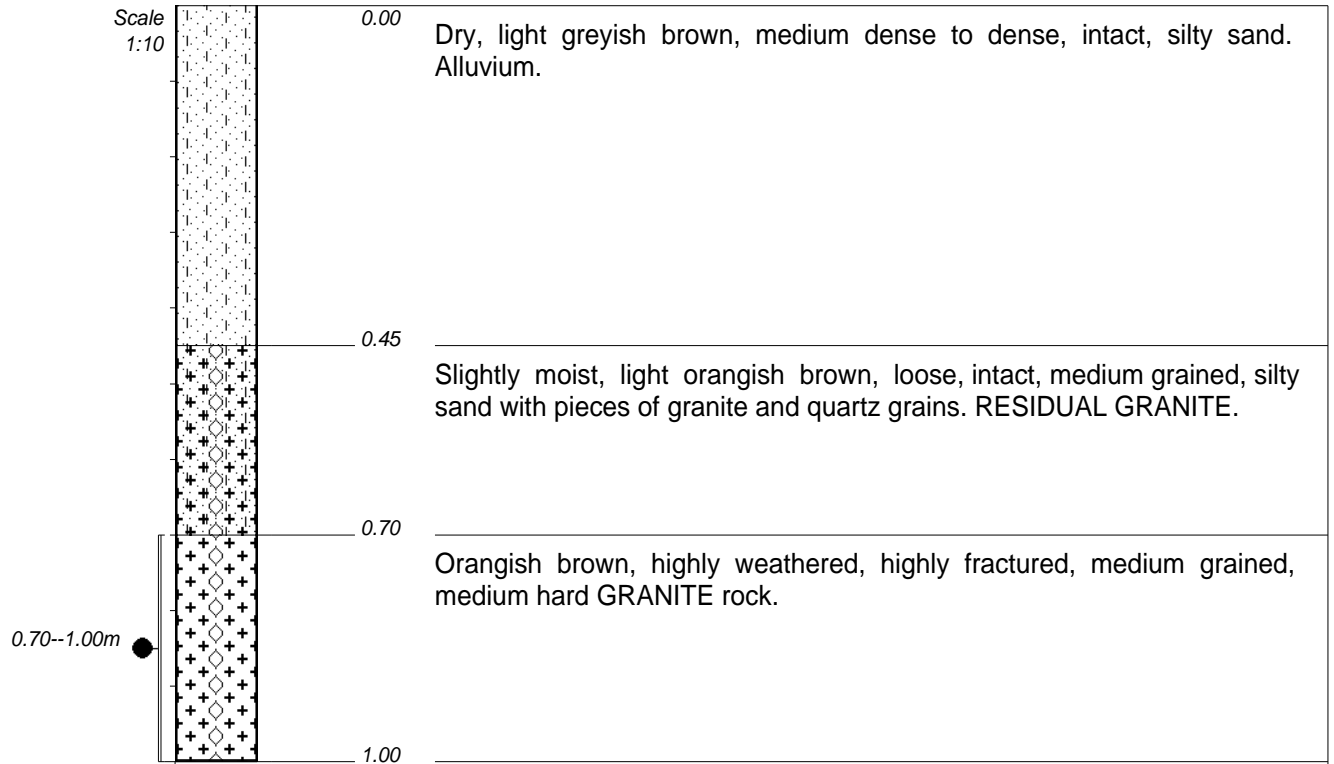 Scale
1:10
0.00
Dry, light greyish brown, medium dense to dense, intact, silty sand.
Alluvium.
0.45
Slightly moist, light orangish brown, loose, intact, medium grained, silty
sand with pieces of granite and quartz grains. RESIDUAL GRANITE.
0.70
Orangish brown, highly weathered, highly fractured, medium grained,
medium hard GRANITE rock.
0.70--1.00m
1.00